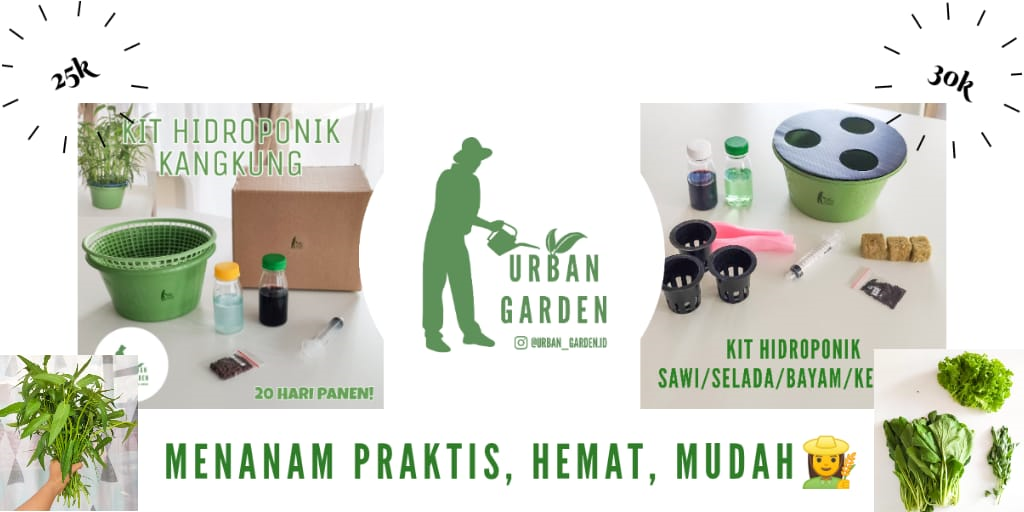 25k
30k
KIT HIDROPONIK
KANGKUNG
20 HARI PANEN!
URBAN
GARDEN
@URBAN_GARDEN.ID
KIT HIDROPONIK
SAWI/SELADA/BAYAM/KE
MENANAM PRAKTIS, HEMAT, MUDAH